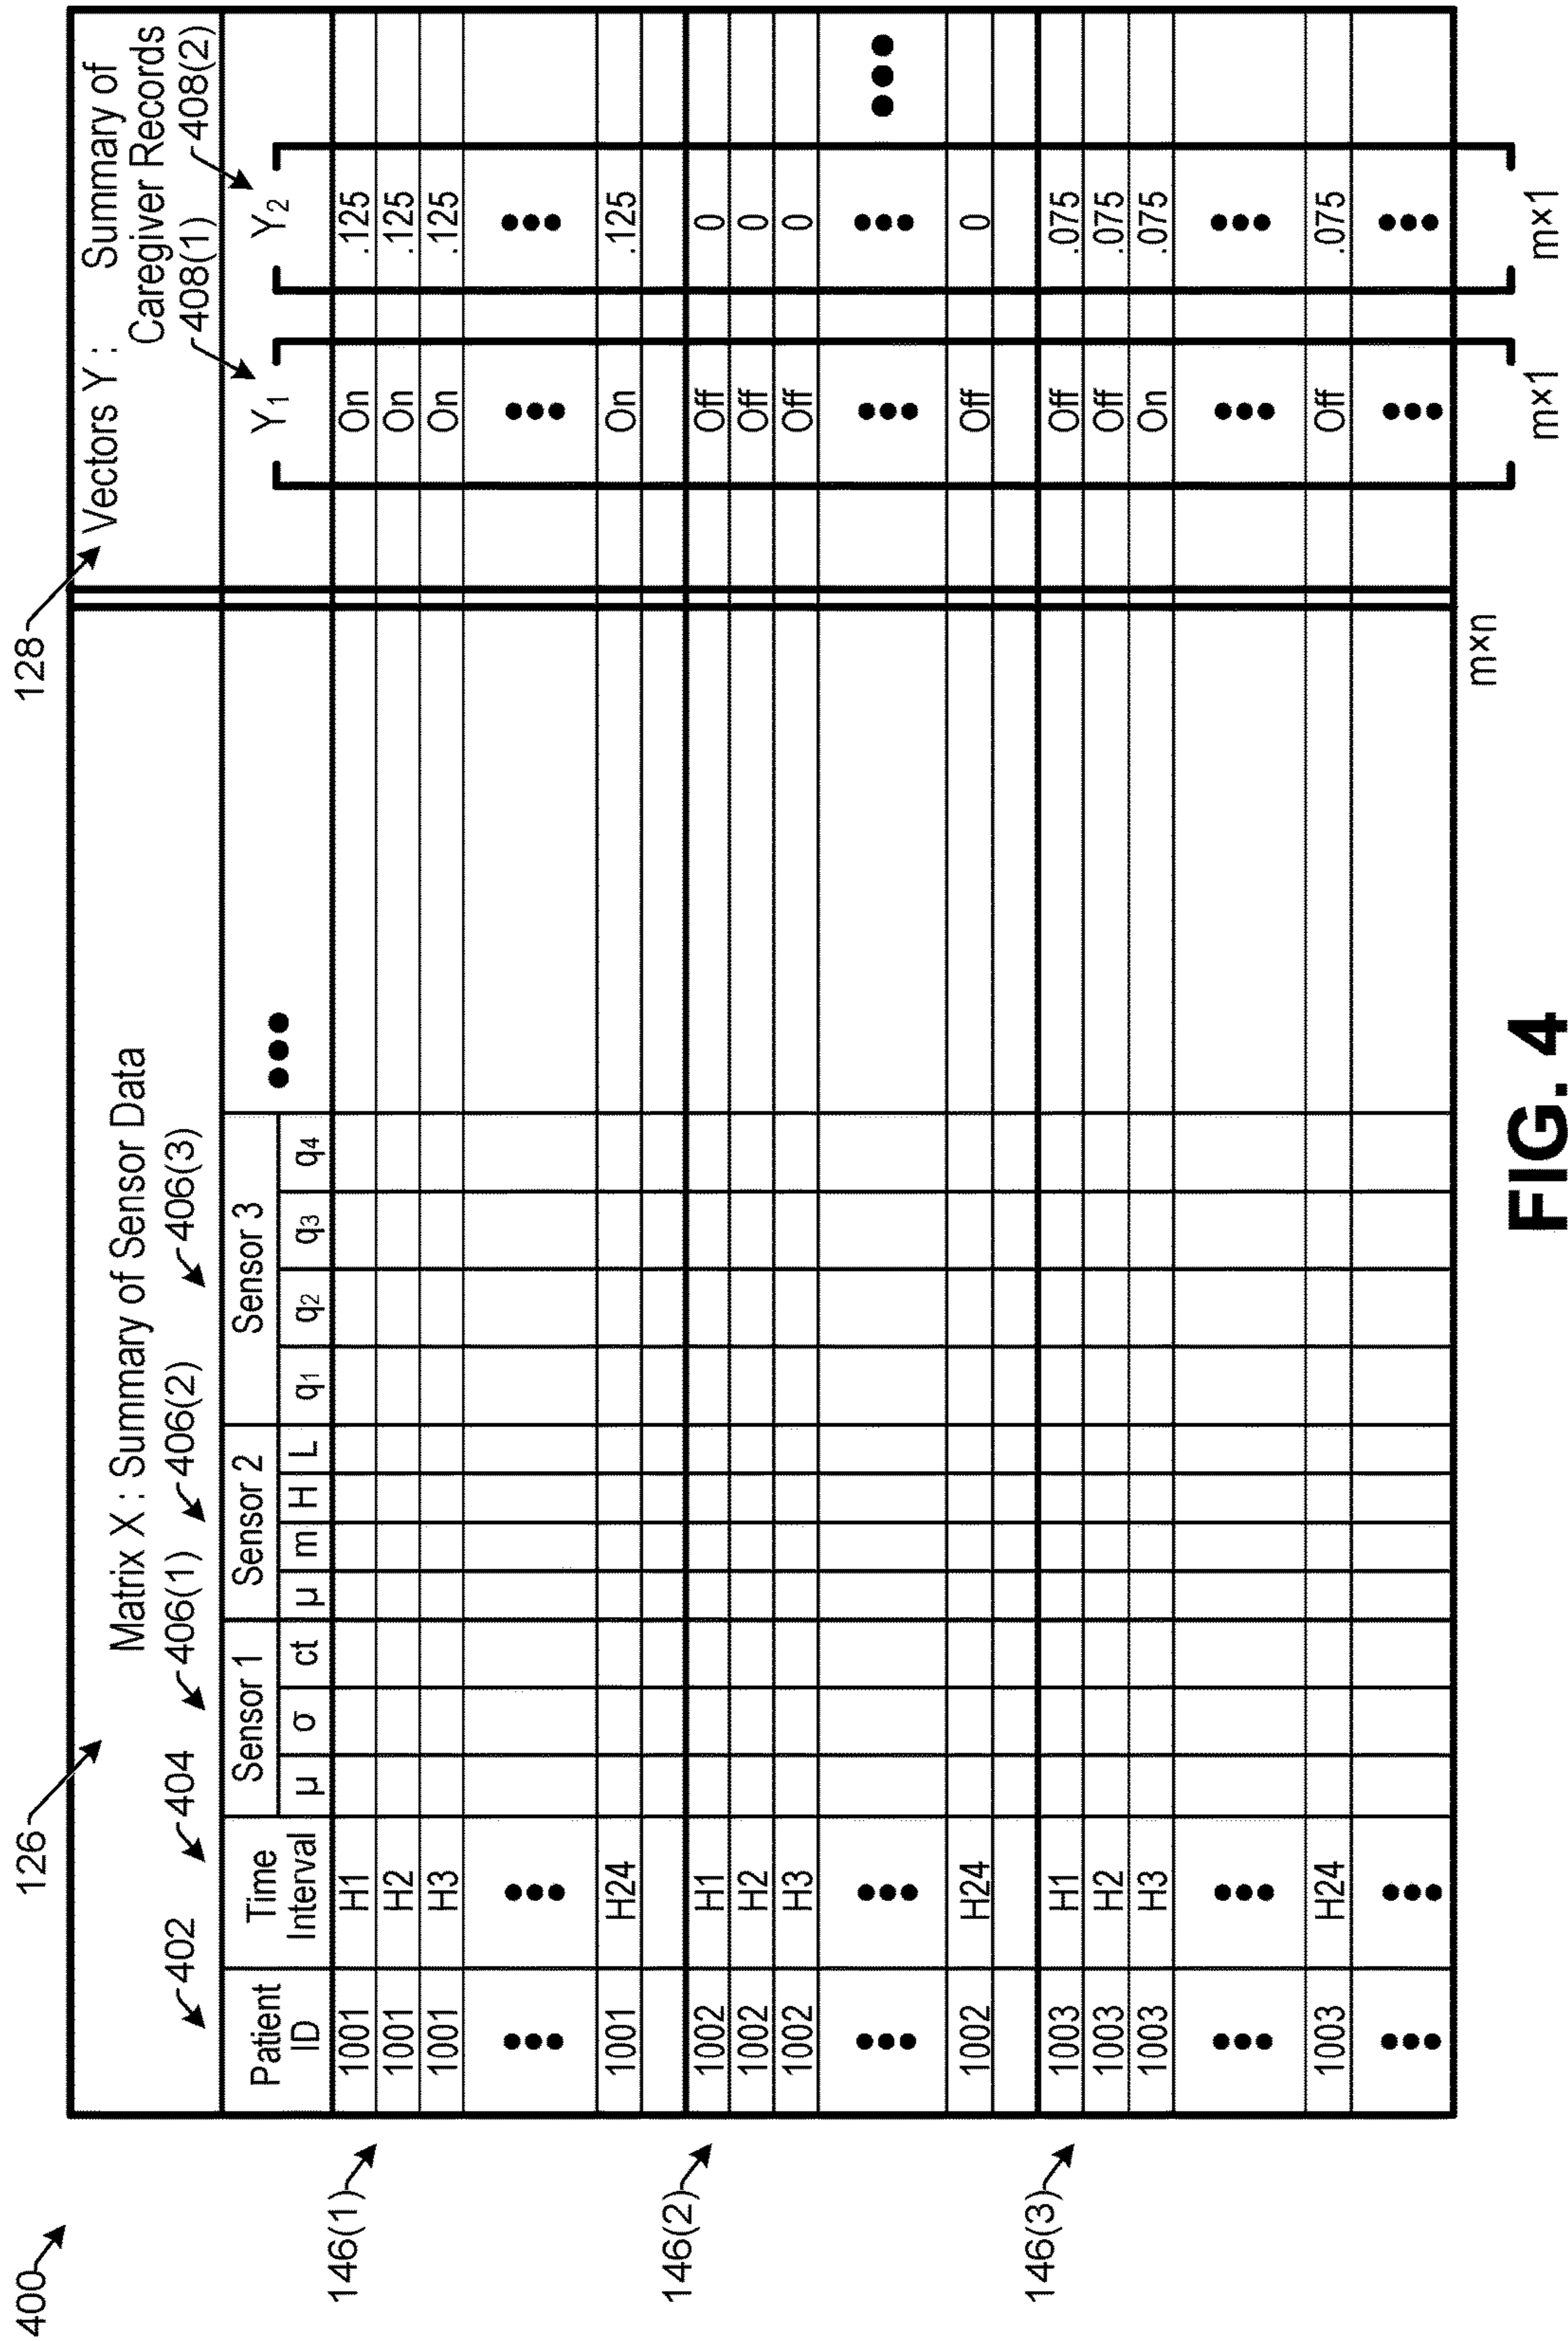 400
126
128
Matrix X : Summary of Sensor Data
Vectors Y : Summary of
Caregiver Records
402 404 406(1) 406(2) 406(3) 408(1) 408(2)
Patient ID Time Interval Sensor 1 Sensor 2 Sensor 3 ••• Y1 Y2
μ σ ct μ m H L q1 q2 q3 q4
146(1)
1001 H1 On .125
1001 H2 On .125
1001 H3 On .125
••• ••• ••• •••
1001 H24 On .125
146(2)
1002 H1 Off 0
1002 H2 Off 0
1002 H3 Off 0
••• ••• ••• ••• •••
1002 H24 Off 0
146(3)
1003 H1 Off .075
1003 H2 Off .075
1003 H3 On .075
••• ••• ••• •••
1003 H24 Off .075
••• ••• ••• •••
m×n m×1 m×1
FIG. 4